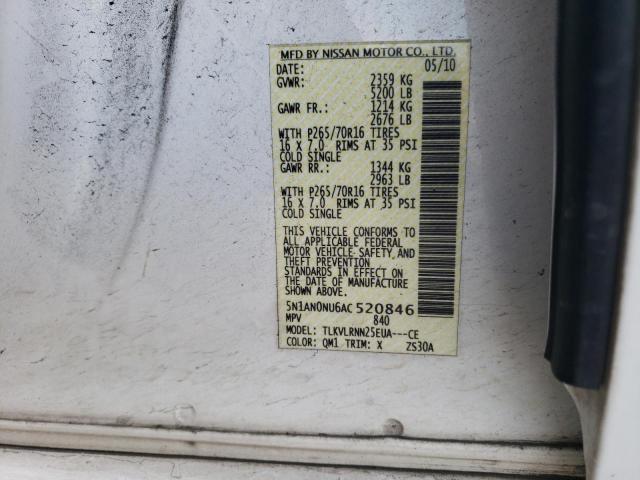 MFD BY NISSAN MOTOR CO., LTD.
DATE: 05/10
GVWR: 2359 KG
5200 LB
GAWR FR.: 1214 KG
2676 LB
WITH P265/70R16 TIRES
16 X 7.0 RIMS AT 35 PSI
COLD SINGLE
GAWR RR.: 1344 KG
2963 LB
WITH P265/70R16 TIRES
16 X 7.0 RIMS AT 35 PSI
COLD SINGLE
THIS VEHICLE CONFORMS TO
ALL APPLICABLE FEDERAL
MOTOR VEHICLE SAFETY, AND
THEFT PREVENTION
STANDARDS IN EFFECT ON
THE DATE OF MANUFACTURE
SHOWN ABOVE.
5N1AN0NU6AC 520846
MPV 840
MODEL: TLKVLRNN25EUA---CE
COLOR: QM1 TRIM: X ZS30A